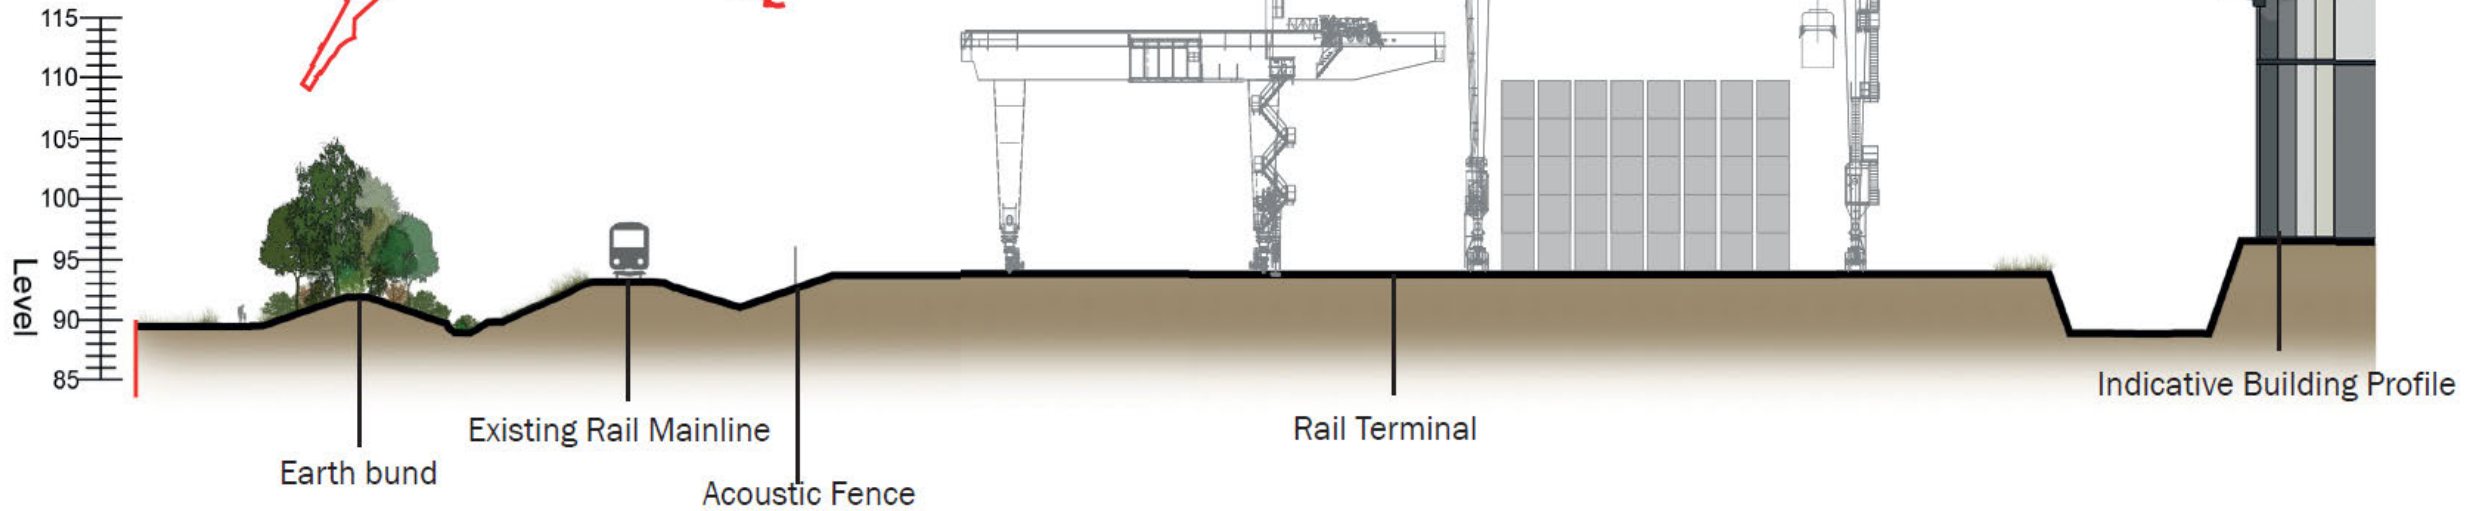 115
110
105
100
95
90
85
Level
Earth bund
Existing Rail Mainline
Acoustic Fence
Rail Terminal
Indicative Building Profile